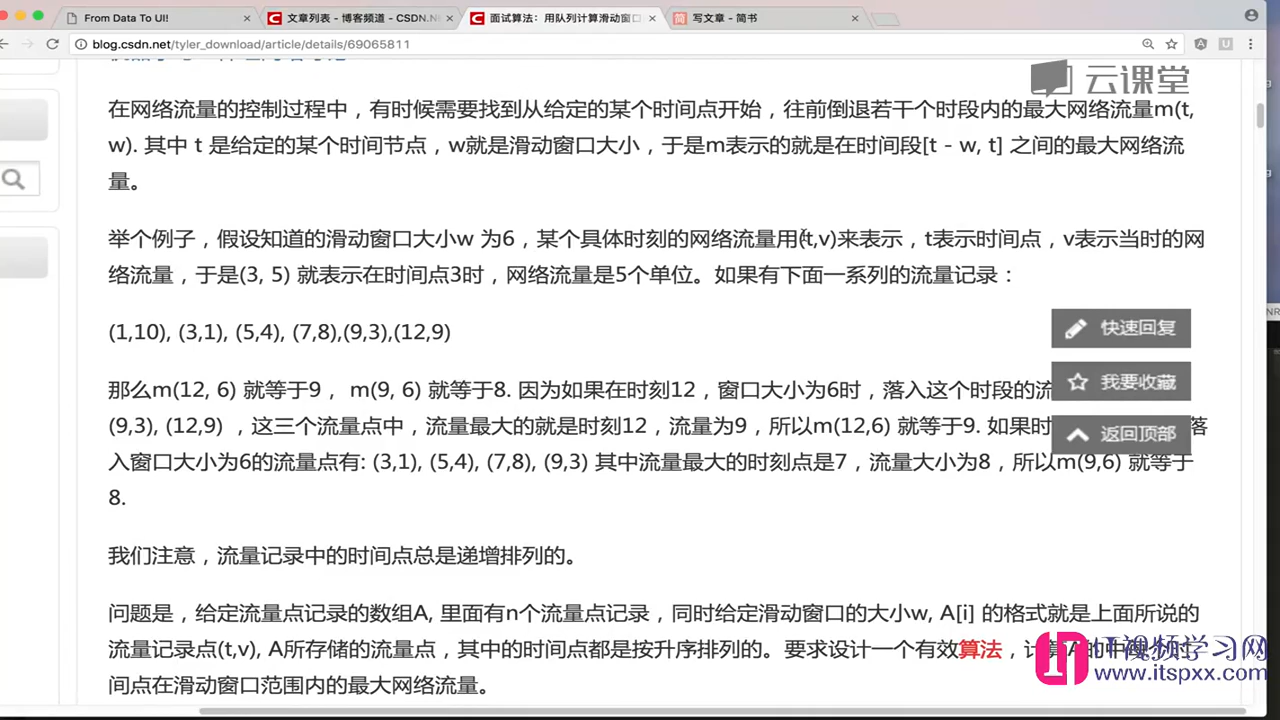 From Data To UI!
文章列表 - 博客频道 - CSDN.N
面试算法：用队列计算滑动窗口
写文章 - 简书
blog.csdn.net/tyler_download/article/details/69065811
云课堂
在网络流量的控制过程中，有时候需要找到从给定的某个时间点开始，往前倒退若干个时段内的最大网络流量m(t,
w). 其中 t 是给定的某个时间节点，w就是滑动窗口大小，于是m表示的就是在时间段[t - w, t] 之间的最大网络流
量。
举个例子，假设知道的滑动窗口大小w 为6，某个具体时刻的网络流量用(t,v)来表示，t表示时间点，v表示当时的网
络流量，于是(3, 5) 就表示在时间点3时，网络流量是5个单位。如果有下面一系列的流量记录：
(1,10), (3,1), (5,4), (7,8),(9,3),(12,9)
快速回复
那么m(12, 6) 就等于9， m(9, 6) 就等于8. 因为如果在时刻12，窗口大小为6时，落入这个时段的流
我要收藏
(9,3), (12,9) ，这三个流量点中，流量最大的就是时刻12，流量为9，所以m(12,6) 就等于9. 如果时 落
返回顶部
入窗口大小为6的流量点有: (3,1), (5,4), (7,8), (9,3) 其中流量最大的时刻点是7，流量大小为8，所以m(9,6) 就等于
8.
我们注意，流量记录中的时间点总是递增排列的。
问题是，给定流量点记录的数组A, 里面有n个流量点记录，同时给定滑动窗口的大小w, A[i] 的格式就是上面所说的
流量记录点(t,v), A所存储的流量点，其中的时间点都是按升序排列的。要求设计一个有效算法，计算A的中
间点在滑动窗口范围内的最大网络流量。
IT视频学习网
www.itspxx.com